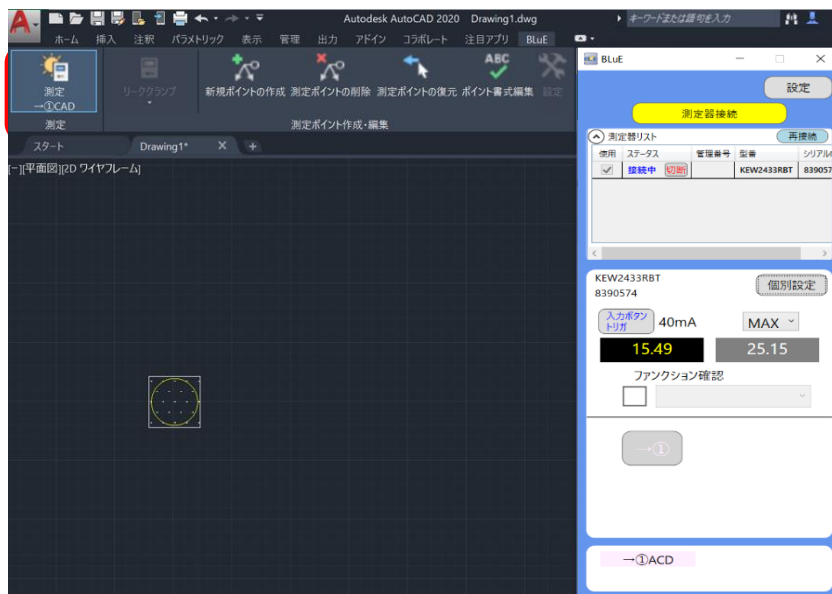 Autodesk AutoCAD 2020 Drawing1.dwg
キーワードまたは語句を入力
ホーム 挿入 注釈 パラメトリック 表示 管理 出力 アドイン コラボレート 注目アプリ BLuE
測定
→①CAD
リーククランプ
新規ポイントの作成 測定ポイントの削除 測定ポイントの復元 ポイント書式編集 設定
ABC
測定
測定ポイント作成・編集
スタート
Drawing1*
[−][平面図][2D ワイヤフレーム]
BLuE
設定
測定器接続
測定器リスト
再接続
使用 ステータス 管理番号 型番 シリアル
接続中 切断 KEW2433RBT 839057
KEW2433RBT
個別設定
8390574
入力ボタン
トリガ
40mA
MAX
15.49
25.15
ファンクション確認
→①
→①ACD